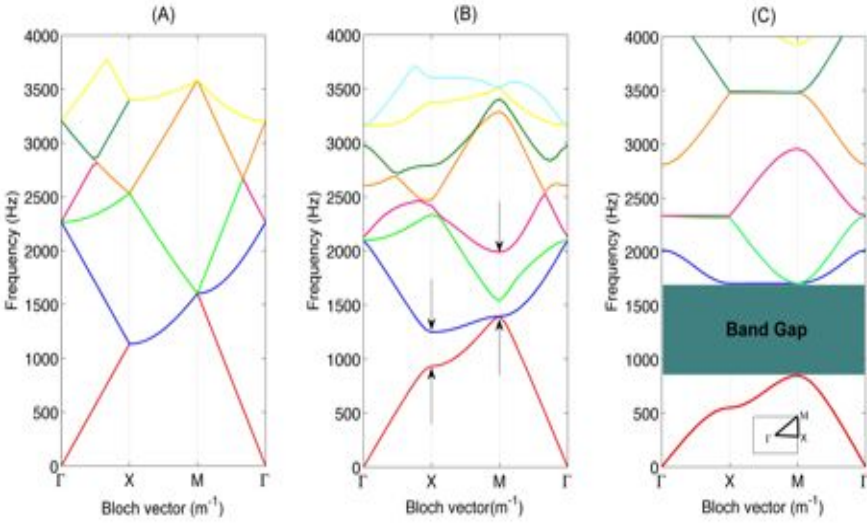 (A)
(B)
(C)
4000
3500
3000
2500
2000
1500
1000
500
0
Frequency (Hz)
Γ
X
M
Γ
Bloch vector (m⁻¹)
4000
3500
3000
2500
2000
1500
1000
500
0
Frequency (Hz)
Γ
X
M
Γ
Bloch vector(m⁻¹)
4000
3500
3000
2500
2000
1500
1000
500
0
Frequency (Hz)
Band Gap
M
Γ
X
Γ
X
M
Γ
Bloch vector (m⁻¹)